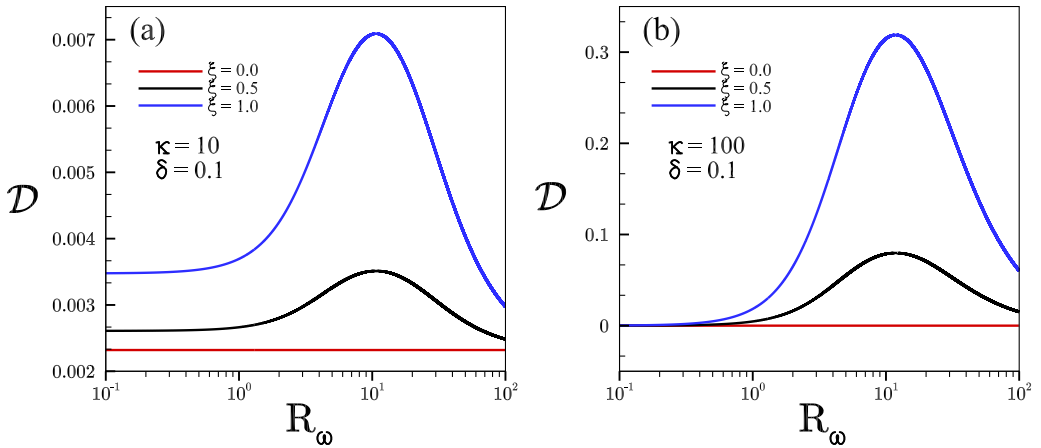 (a)
0.007
0.006
0.005
0.004
0.003
0.002
𝒟
ξ = 0.0
ξ = 0.5
ξ = 1.0
κ = 10
δ = 0.1
10⁻¹ 10⁰ 10¹ 10²
R_ω
(b)
0.3
0.2
0.1
0
𝒟
ξ = 0.0
ξ = 0.5
ξ = 1.0
κ = 100
δ = 0.1
10⁻¹ 10⁰ 10¹ 10²
R_ω